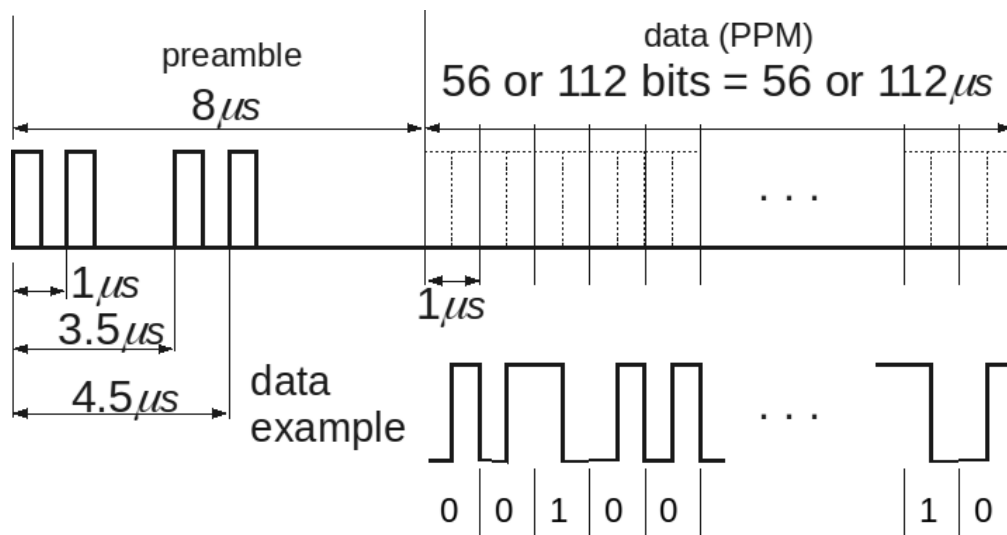 preamble
8μs
data (PPM)
56 or 112 bits = 56 or 112μs
. . .
1μs
3.5μs
4.5μs
1μs
data
example
. . .
0 0 1 0 0 1 0